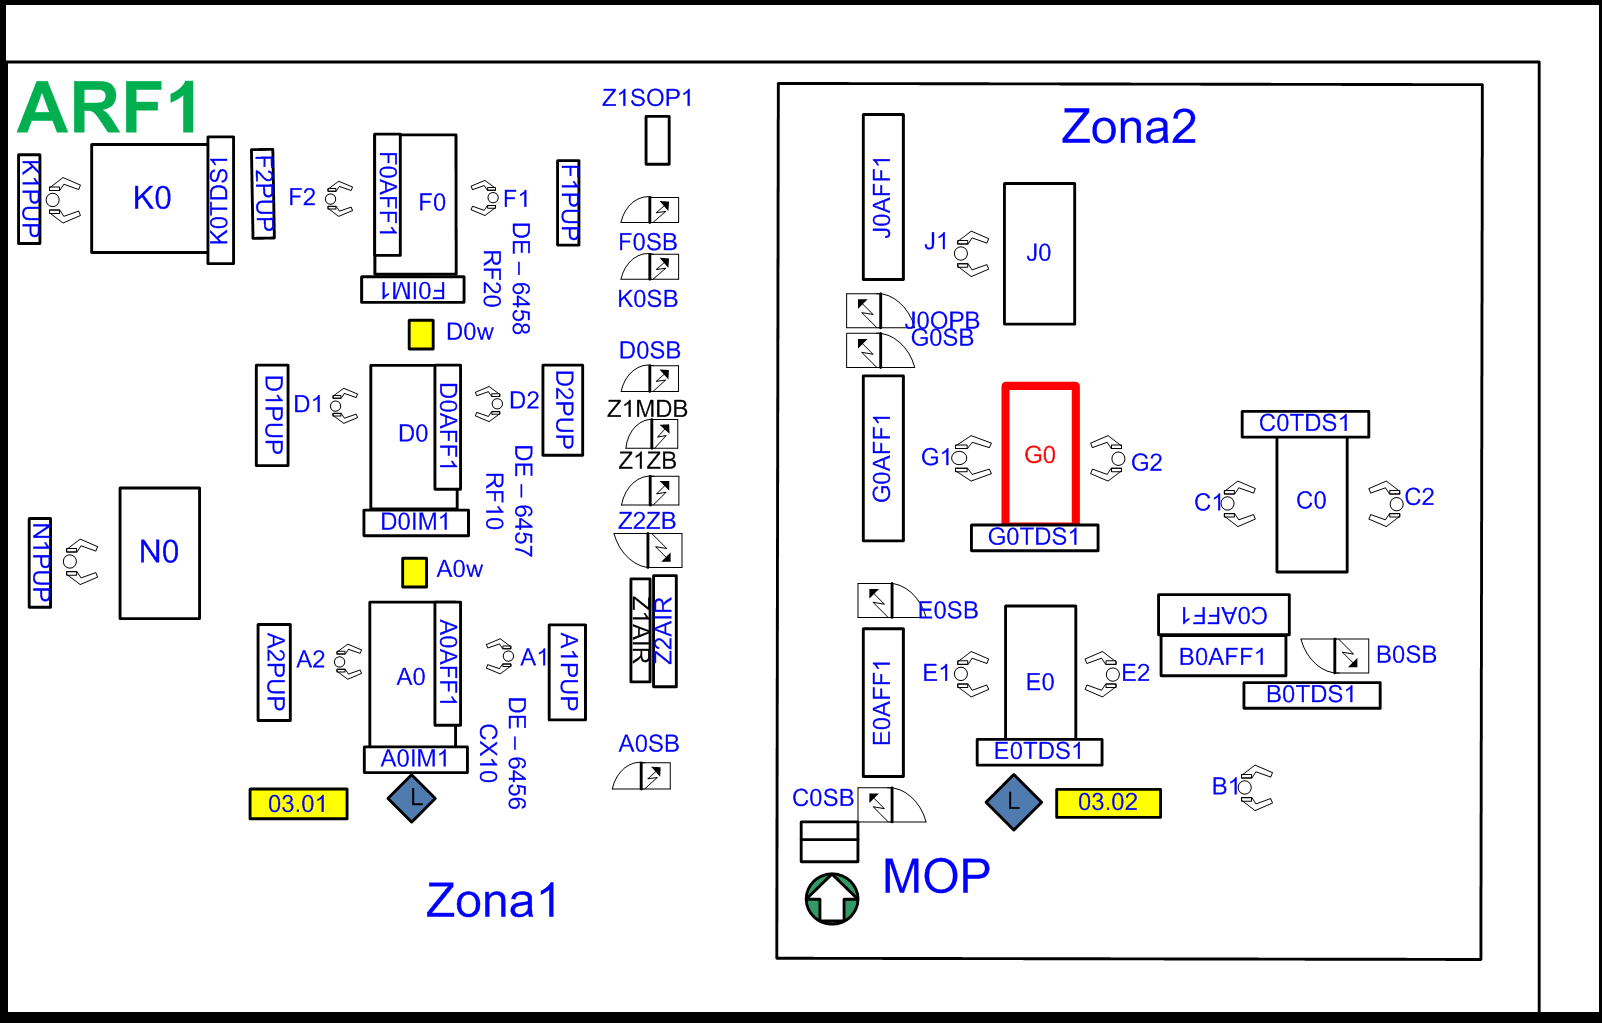 ARF1
Z1SOP1
Zona2
K1PUP
K0
K0TDS1
F2PUP
F2
F0AFF1
F0
F1
F1PUP
F0IM1
DE – 6458
RF20
F0SB
K0SB
D0w
D0SB
Z1MDB
Z1ZB
Z2ZB
D1PUP
D1
D0
D0AFF1
D2
D2PUP
D0IM1
DE – 6457
RF10
N1PUP
N0
A0w
A2PUP
A2
A0
A0AFF1
A1
A1PUP
A0IM1
DE – 6456
CX10
Z1AIR
Z2AIR
A0SB
03.01
L
Zona1
J0AFF1
J1
J0
J0OPB
G0SB
G0AFF1
G1
G0
G2
G0TDS1
C0TDS1
C1
C0
C2
E0SB
E0AFF1
E1
E0
E2
E0TDS1
C0AFF1
B0AFF1
B0SB
B0TDS1
B1
C0SB
L
03.02
MOP